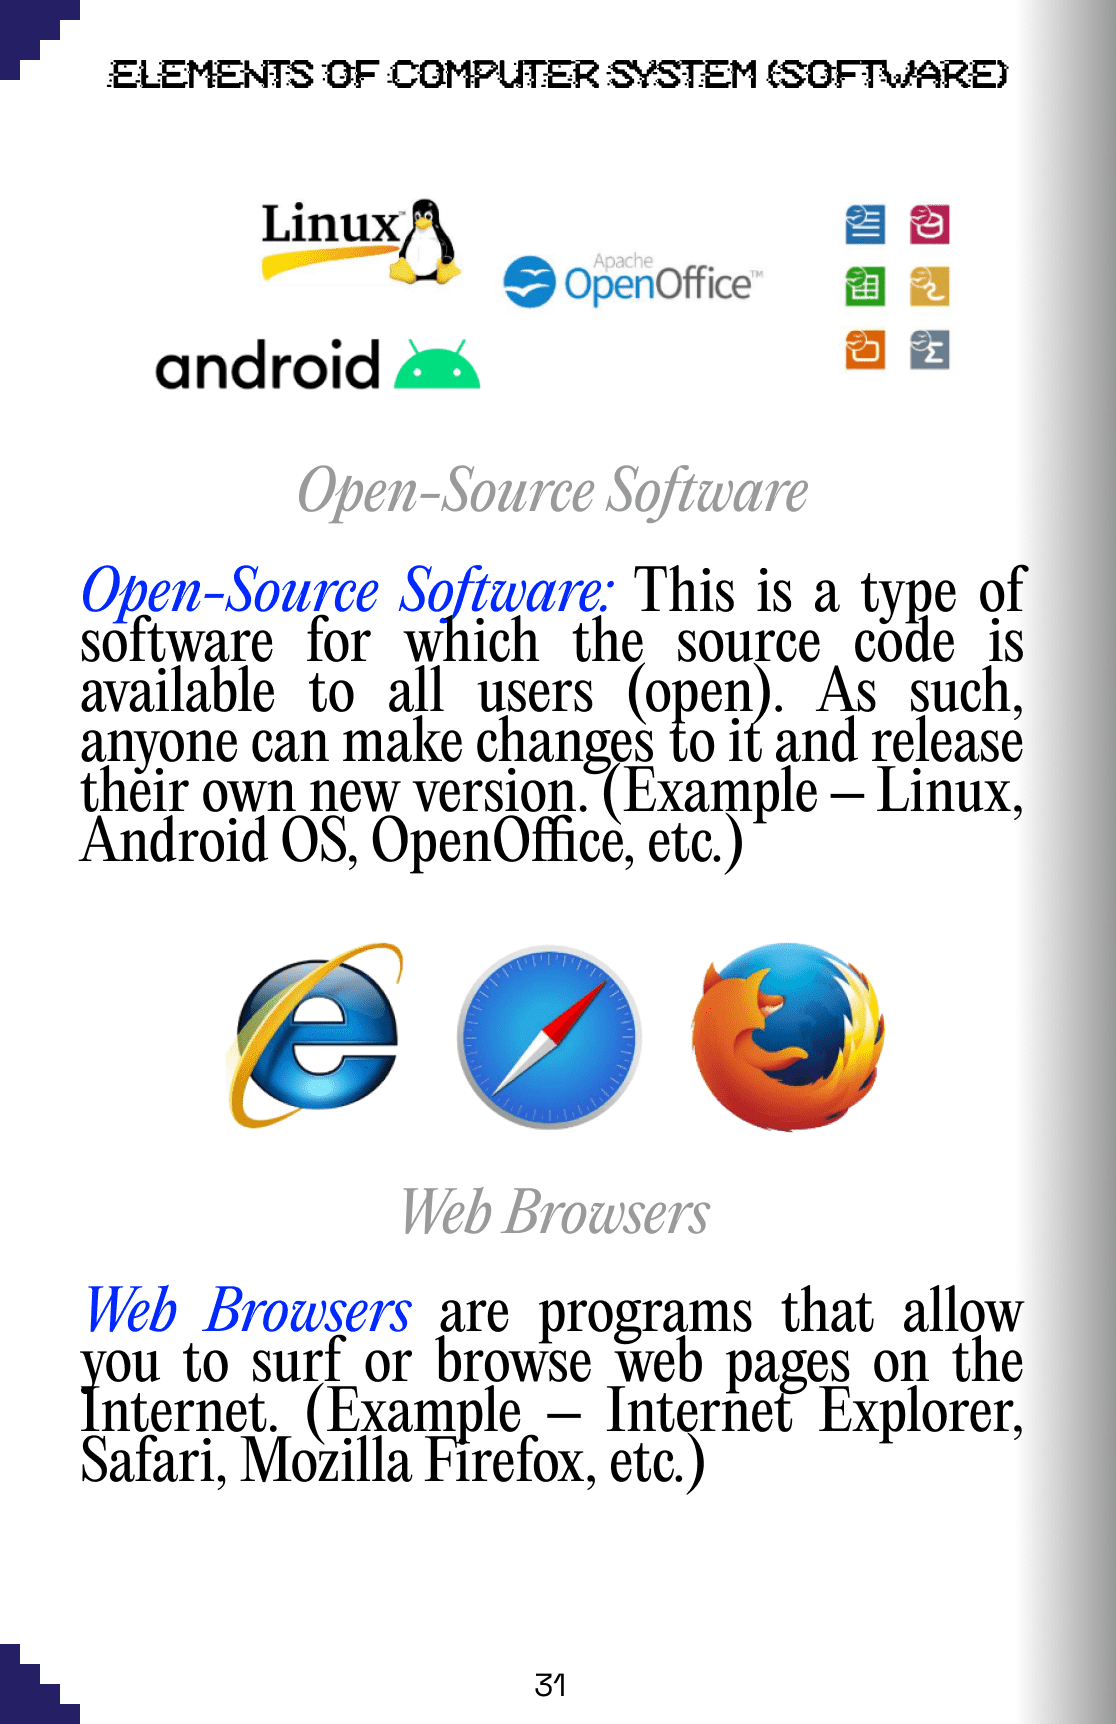 ELEMENTS OF COMPUTER SYSTEM (SOFTWARE)
Linux™
Apache
OpenOffice™
android
Open-Source Software
Open-Source Software: This is a type of
software for which the source code is
available to all users (open). As such,
anyone can make changes to it and release
their own new version. (Example – Linux,
Android OS, OpenOffice, etc.)
Web Browsers
Web Browsers are programs that allow
you to surf or browse web pages on the
Internet. (Example – Internet Explorer,
Safari, Mozilla Firefox, etc.)
31